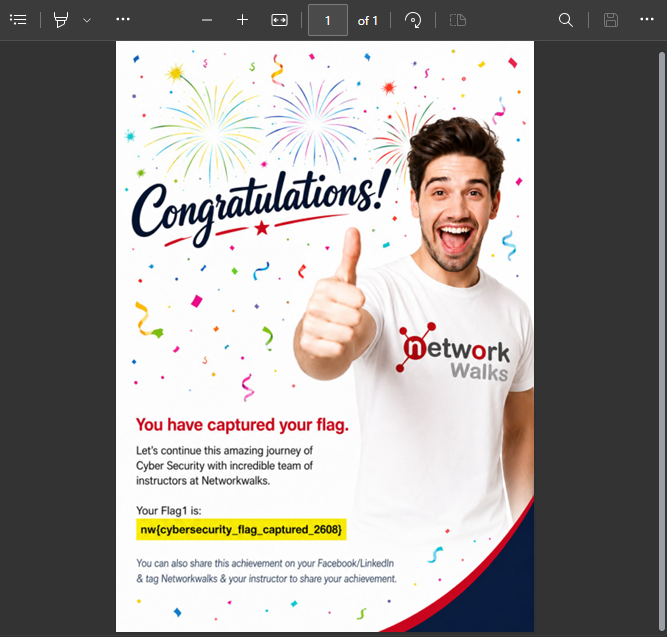 1 of 1
Congratulations!
network
Walks
You have captured your flag.
Let's continue this amazing journey of
Cyber Security with incredible team of
instructors at Networkwalks.
Your Flag1 is:
nw{cybersecurity_flag_captured_2608}
You can also share this achievement on your Facebook/LinkedIn
& tag Networkwalks & your instructor to share your achievement.